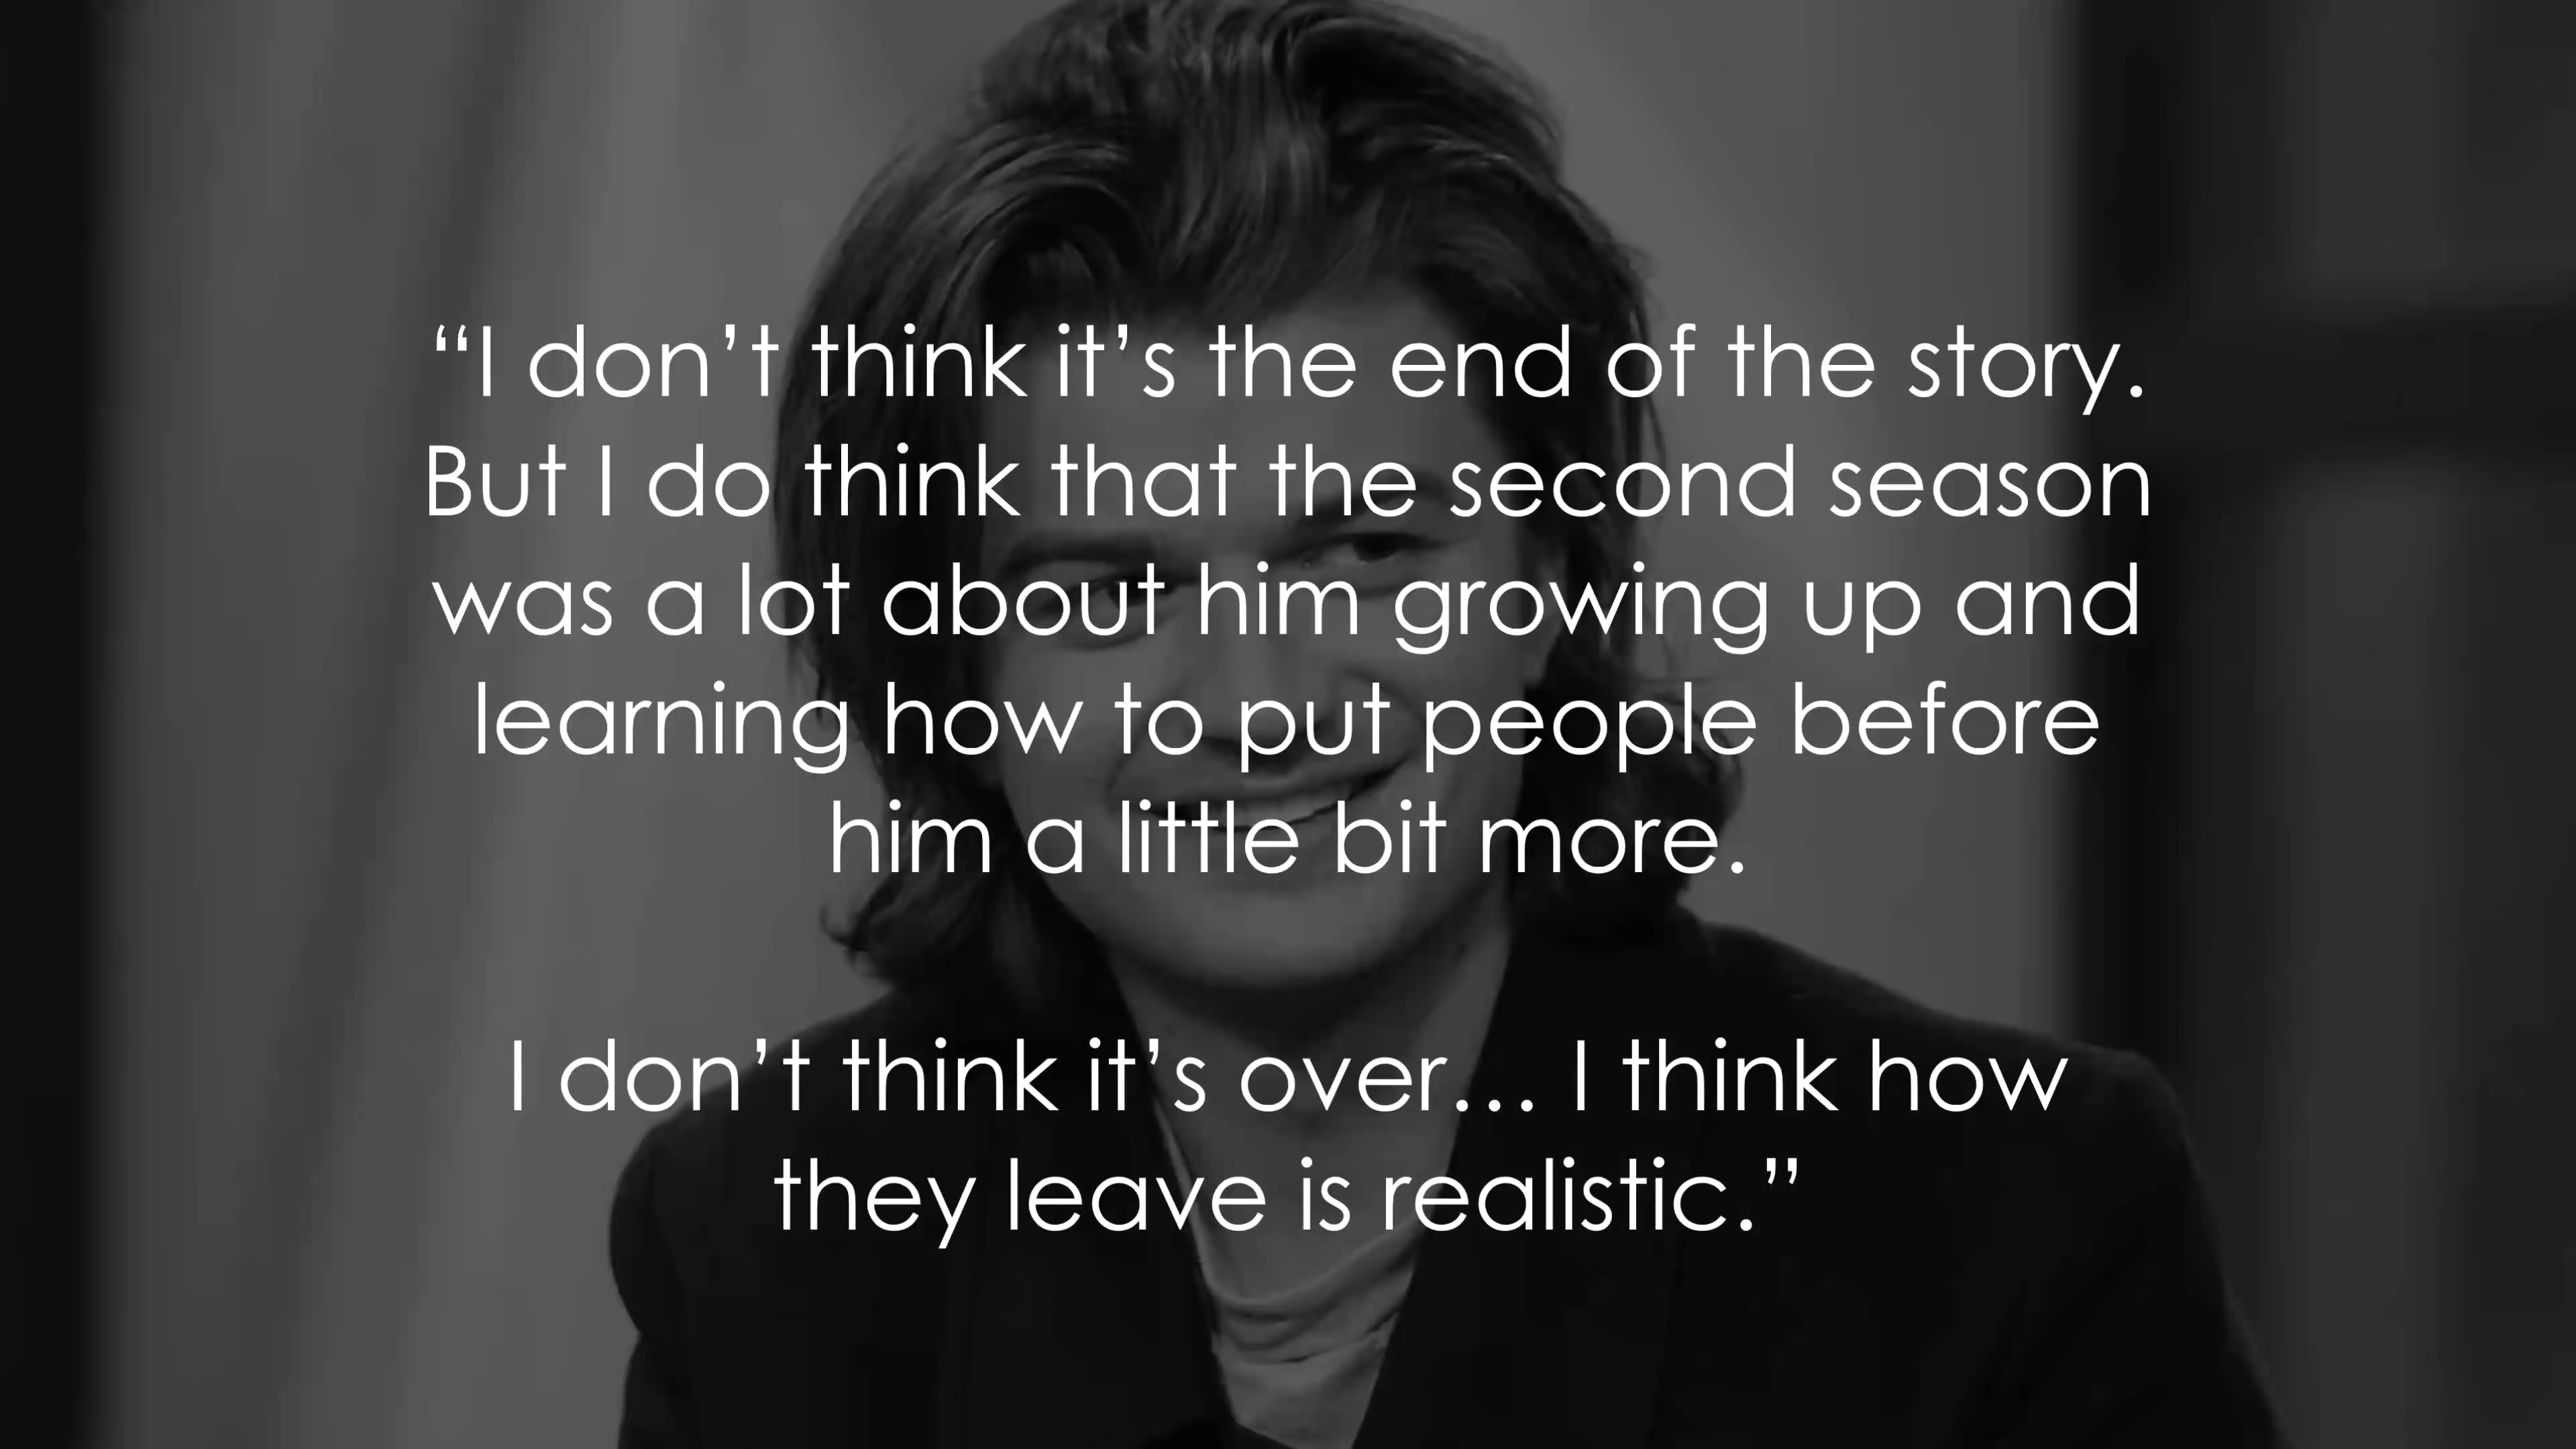 “I don’t think it’s the end of the story.
But I do think that the second season
was a lot about him growing up and
learning how to put people before
him a little bit more.
I don’t think it’s over… I think how
they leave is realistic.”